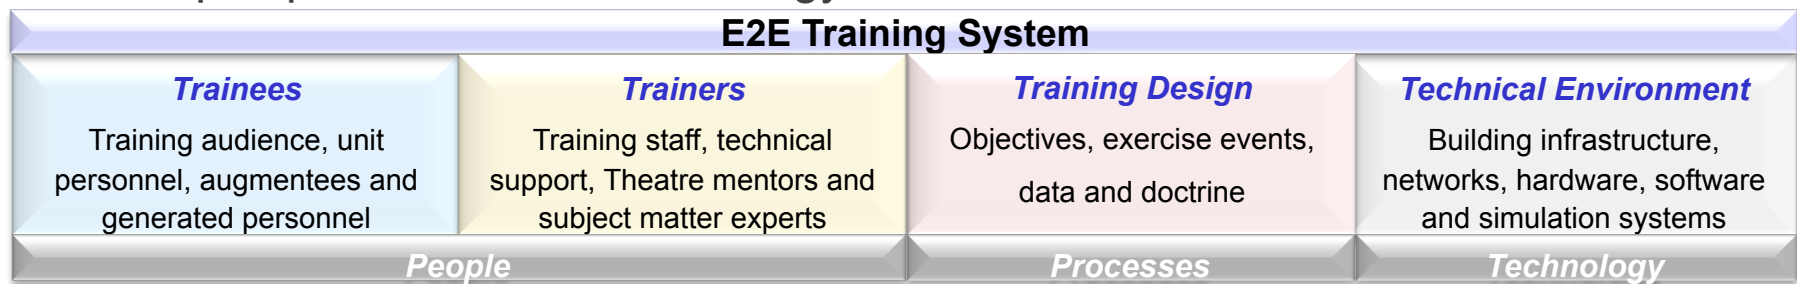 E2E Training System
Trainees
Training audience, unit
personnel, augmentees and
generated personnel
Trainers
Training staff, technical
support, Theatre mentors and
subject matter experts
Training Design
Objectives, exercise events,
data and doctrine
Technical Environment
Building infrastructure,
networks, hardware, software
and simulation systems
People
Processes
Technology